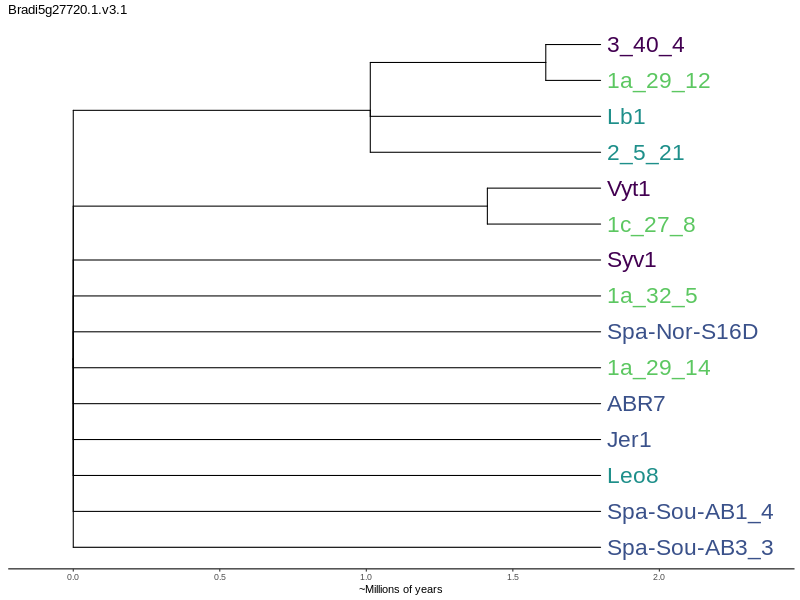 Bradi5g27720.1.v3.1
3_40_4
1a_29_12
Lb1
2_5_21
Vyt1
1c_27_8
Syv1
1a_32_5
Spa-Nor-S16D
1a_29_14
ABR7
Jer1
Leo8
Spa-Sou-AB1_4
Spa-Sou-AB3_3
0.0 0.5 1.0 1.5 2.0
~Millions of years